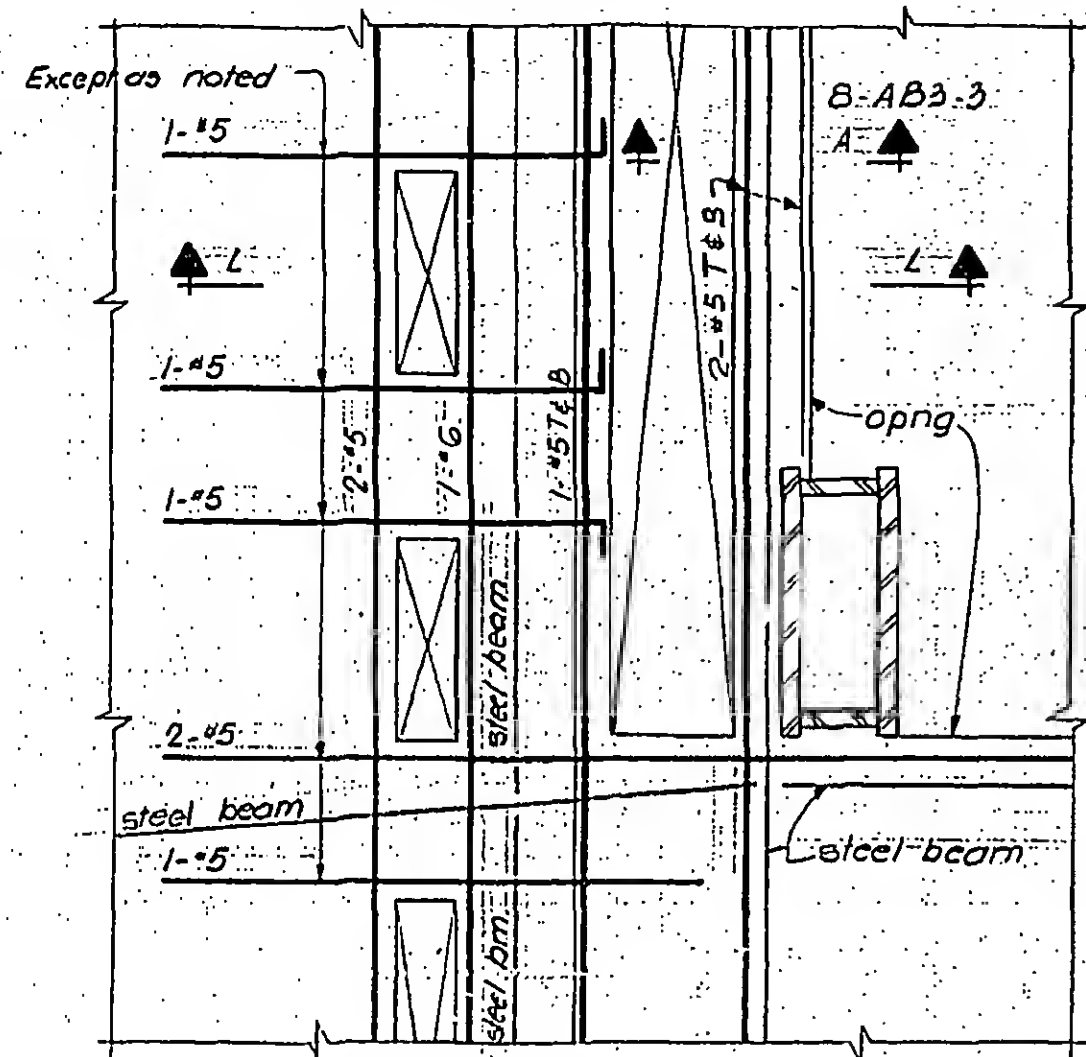 Except as noted
1-#5
8-AB3-3
A
L
2-#5 T & B
L
1-#5
2-#5
1-#6
1-#5 T & B
opng
1-#5
steel beam
2-#5
steel beam
1-#5
steel beam
steel bm.